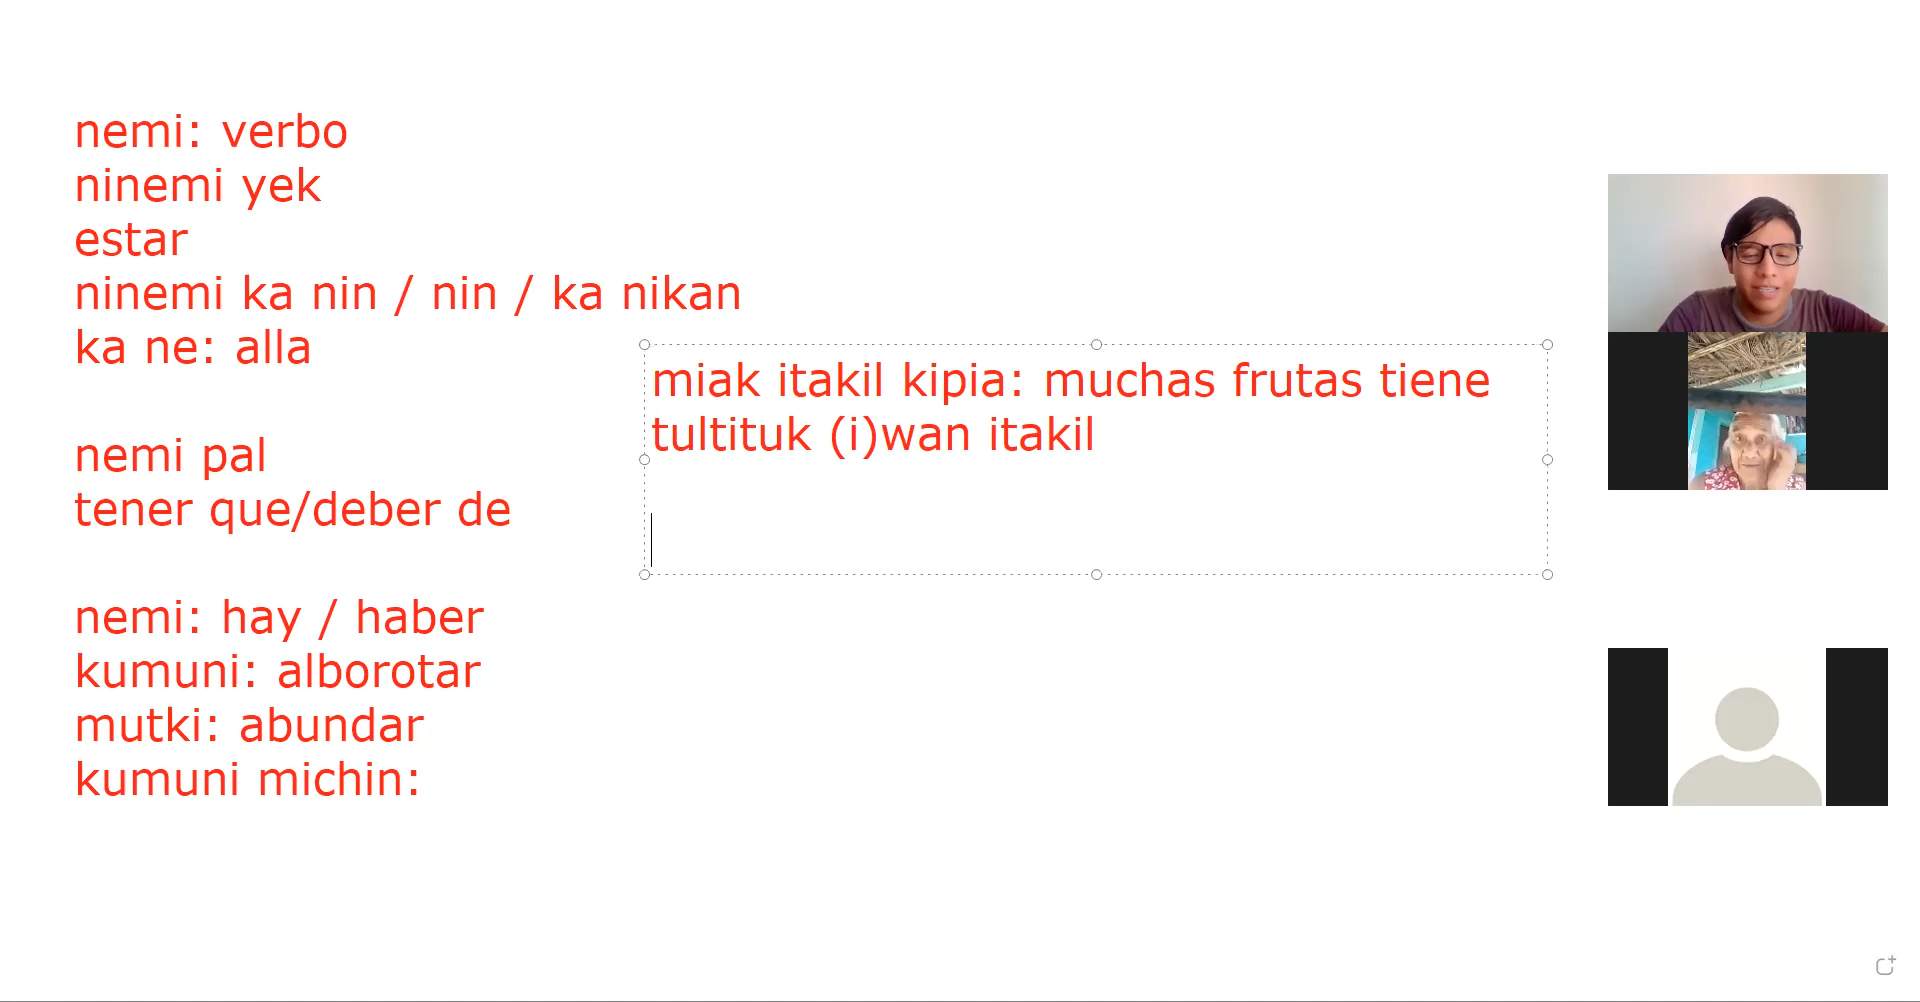 nemi: verbo
ninemi yek
estar
ninemi ka nin / nin / ka nikan
ka ne: alla
nemi pal
tener que/deber de
nemi: hay / haber
kumuni: alborotar
mutki: abundar
kumuni michin:
miak itakil kipia: muchas frutas tiene
tultituk (i)wan itakil